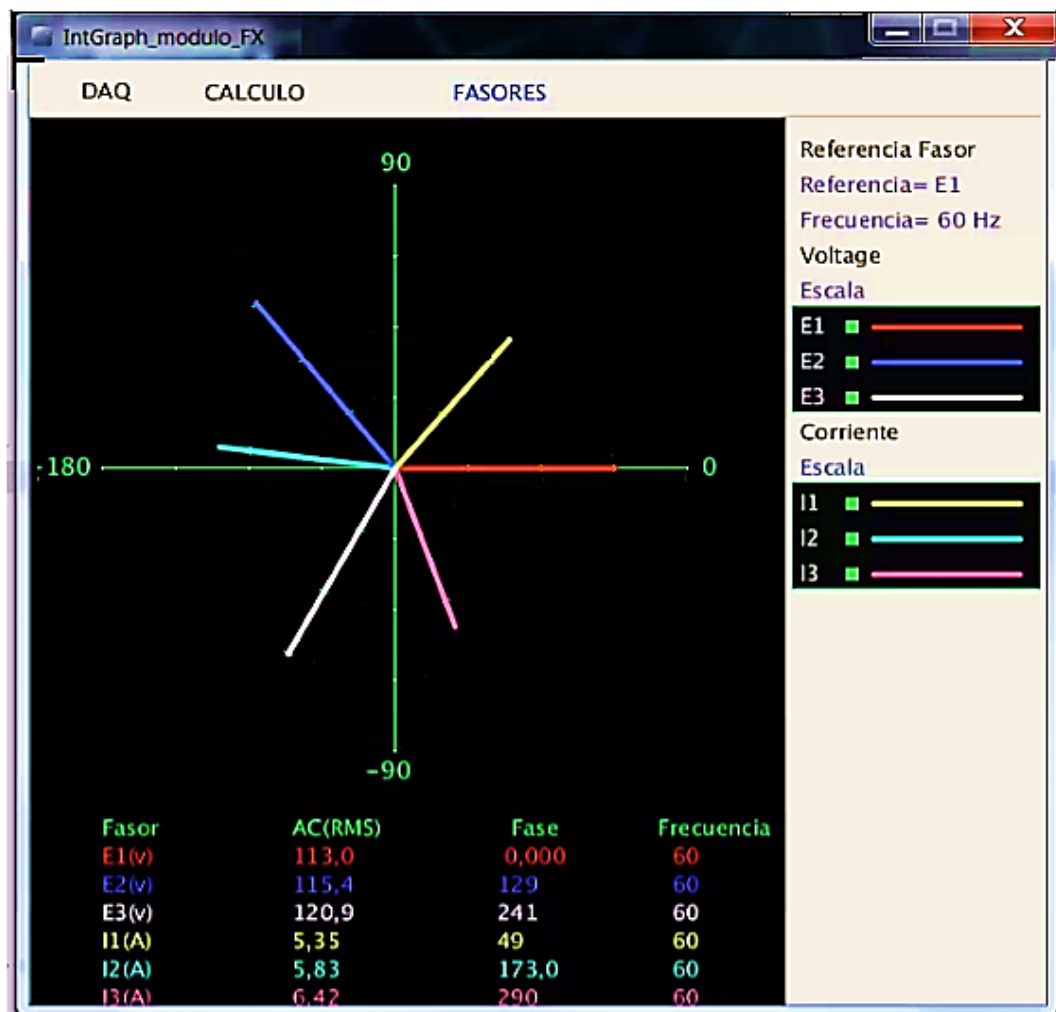 IntGraph_modulo_FX
X
DAQ CALCULO FASORES
90
-180
0
-90
Referencia Fasor
Referencia= E1
Frecuencia= 60 Hz
Voltage
Escala
E1
E2
E3
Corriente
Escala
I1
I2
I3
Fasor AC(RMS) Fase Frecuencia
E1(v) 113,0 0,000 60
E2(v) 115,4 129 60
E3(v) 120,9 241 60
I1(A) 5,35 49 60
I2(A) 5,83 173,0 60
I3(A) 6,42 290 60